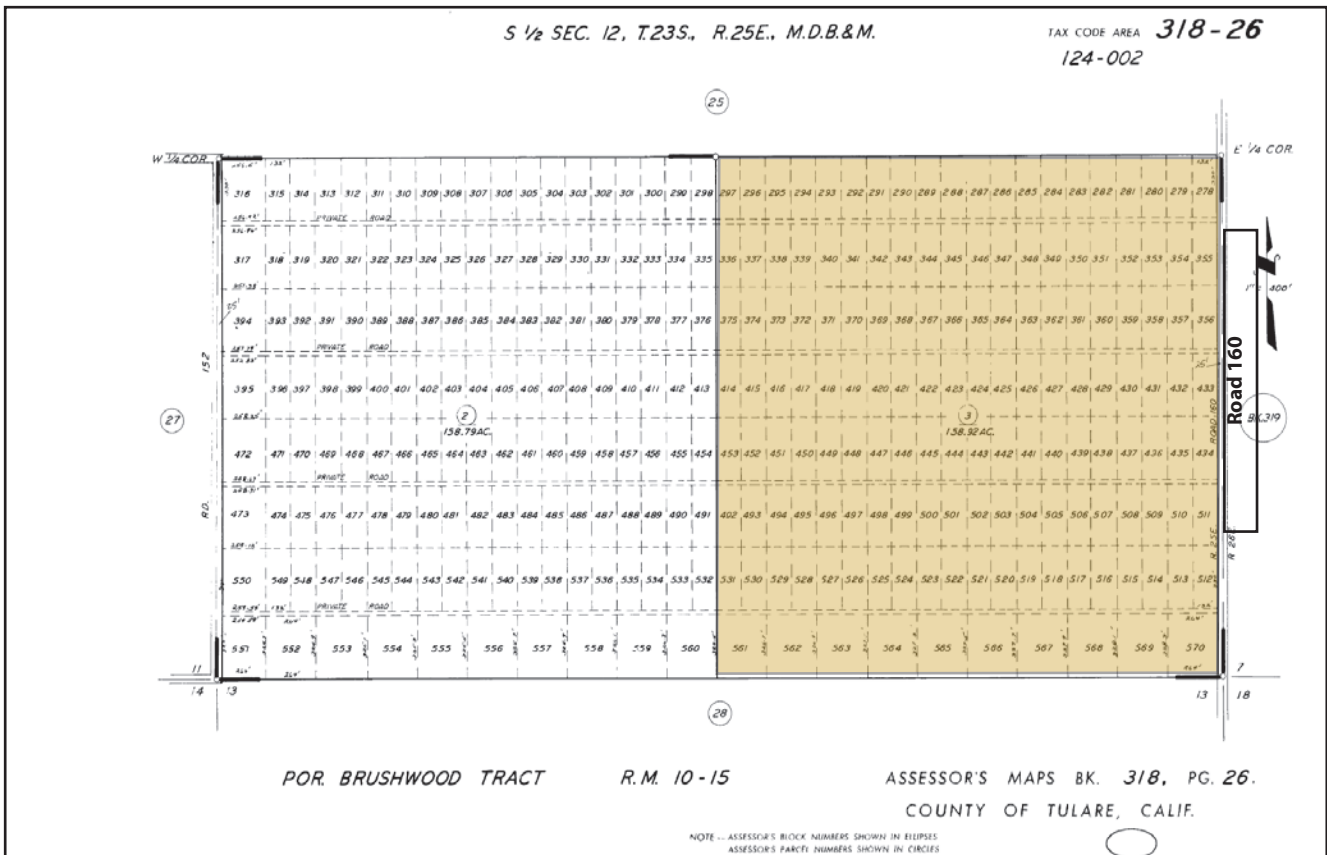 S ½ SEC. 12, T.23S., R.25E., M.D.B.&M.
TAX CODE AREA 318-26
124-002
25
W ¼ COR. E ¼ COR.
135' 135'
316 315 314 313 312 311 310 309 308 307 306 305 304 303 302 301 300 299 298 297 296 295 294 293 292 291 290 289 288 287 286 285 284 283 282 281 280 279 278
PRIVATE ROAD
317 318 319 320 321 322 323 324 325 326 327 328 329 330 331 332 333 334 335 336 337 338 339 340 341 342 343 344 345 346 347 348 349 350 351 352 353 354 355
1" = 400'
25'
394 393 392 391 390 389 388 387 386 385 384 383 382 381 380 379 378 377 376 375 374 373 372 371 370 369 368 367 366 365 364 363 362 361 360 359 358 357 356
PRIVATE ROAD
25'
152
Road 160
395 396 397 398 399 400 401 402 403 404 405 406 407 408 409 410 411 412 413 414 415 416 417 418 419 420 421 422 423 424 425 426 427 428 429 430 431 432 433
27 2 3 ROAD 160 BK.319
158.79AC. 158.92AC.
472 471 470 469 468 467 466 465 464 463 462 461 460 459 458 457 456 455 454 453 452 451 450 449 448 447 446 445 444 443 442 441 440 439 438 437 436 435 434
PRIVATE ROAD
RD.
473 474 475 476 477 478 479 480 481 482 483 484 485 486 487 488 489 490 491 492 493 494 495 496 497 498 499 500 501 502 503 504 505 506 507 508 509 510 511
R. 25E.
R. 26E.
550 549 548 547 546 545 544 543 542 541 540 539 538 537 536 535 534 533 532 531 530 529 528 527 526 525 524 523 522 521 520 519 518 517 516 515 514 513 512
135' PRIVATE ROAD 135'
264' 264'
551 552 553 554 555 556 557 558 559 560 561 562 563 564 565 566 567 568 569 570
264' 264'
11 7
14 13 13 18
28
POR. BRUSHWOOD TRACT R.M. 10-15
ASSESSOR'S MAPS BK. 318, PG. 26.
COUNTY OF TULARE, CALIF.
NOTE -- ASSESSOR'S BLOCK NUMBERS SHOWN IN ELLIPSES
ASSESSOR'S PARCEL NUMBERS SHOWN IN CIRCLES